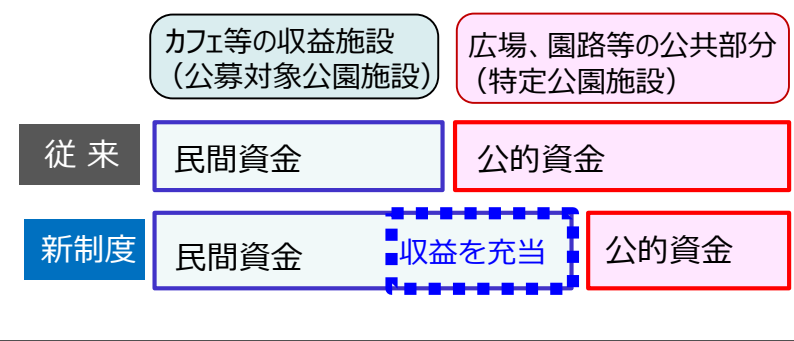 カフェ等の収益施設
（公募対象公園施設）
広場、園路等の公共部分
（特定公園施設）
従 来
民間資金
公的資金
新制度
民間資金
収益を充当
公的資金